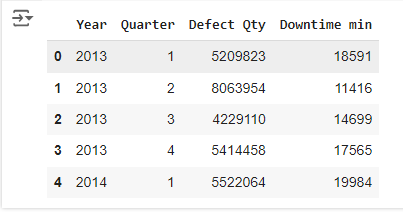 Year Quarter Defect Qty Downtime min
0 2013 1 5209823 18591
1 2013 2 8063954 11416
2 2013 3 4229110 14699
3 2013 4 5414458 17565
4 2014 1 5522064 19984